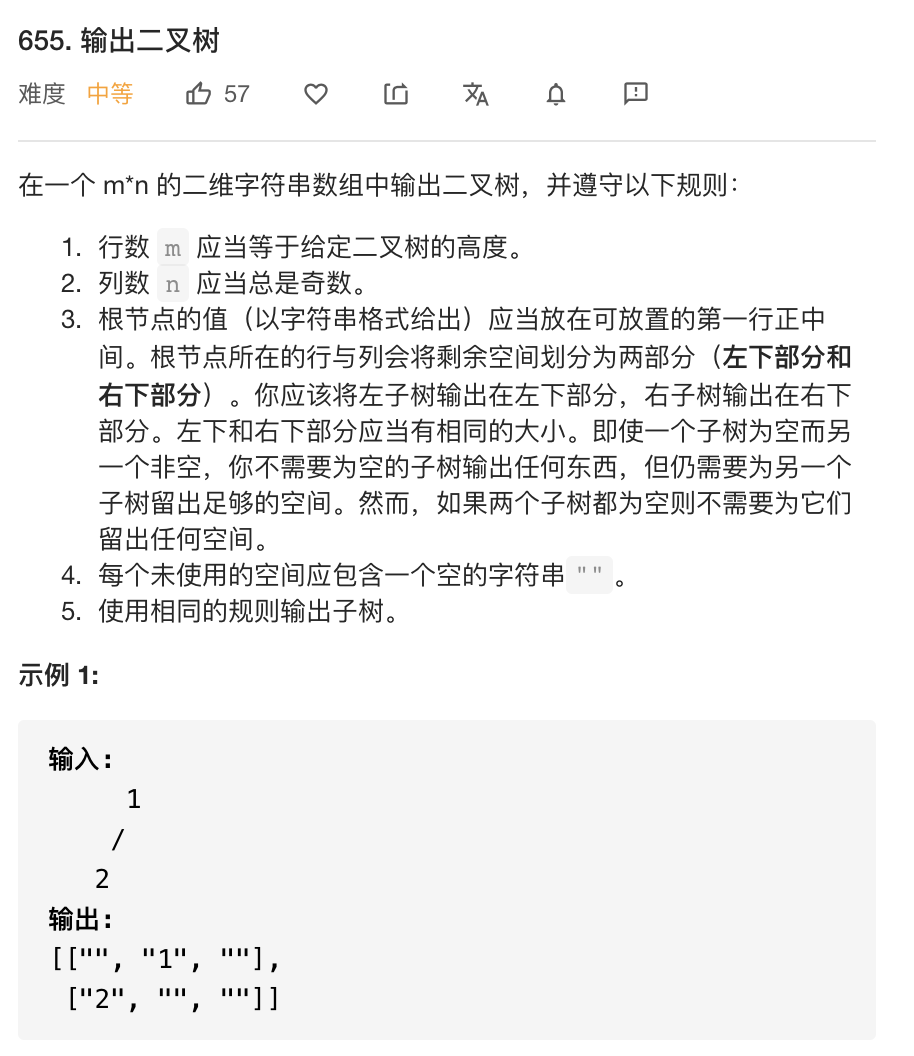 655. 输出二叉树
难度 中等 57
在一个 m*n 的二维字符串数组中输出二叉树，并遵守以下规则：
1. 行数 m 应当等于给定二叉树的高度。
2. 列数 n 应当总是奇数。
3. 根节点的值（以字符串格式给出）应当放在可放置的第一行正中
间。根节点所在的行与列会将剩余空间划分为两部分（左下部分和
右下部分）。你应该将左子树输出在左下部分，右子树输出在右下
部分。左下和右下部分应当有相同的大小。即使一个子树为空而另
一个非空，你不需要为空的子树输出任何东西，但仍需要为另一个
子树留出足够的空间。然而，如果两个子树都为空则不需要为它们
留出任何空间。
4. 每个未使用的空间应包含一个空的字符串""。
5. 使用相同的规则输出子树。
示例 1:
输入:
1
/
2
输出:
[["", "1", ""],
["2", "", ""]]